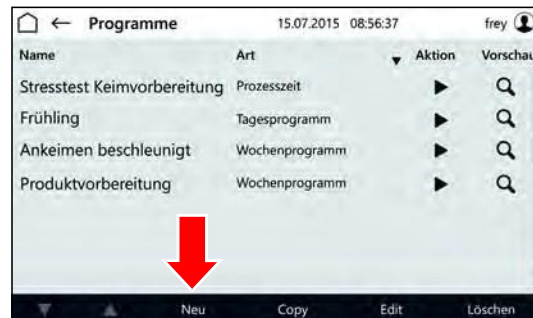 Programme 15.07.2015 08:56:37 frey
Name Art Aktion Vorschau
Stresstest Keimvorbereitung Prozesszeit
Frühling Tagesprogramm
Ankeimen beschleunigt Wochenprogramm
Produktvorbereitung Wochenprogramm
Neu Copy Edit Löschen